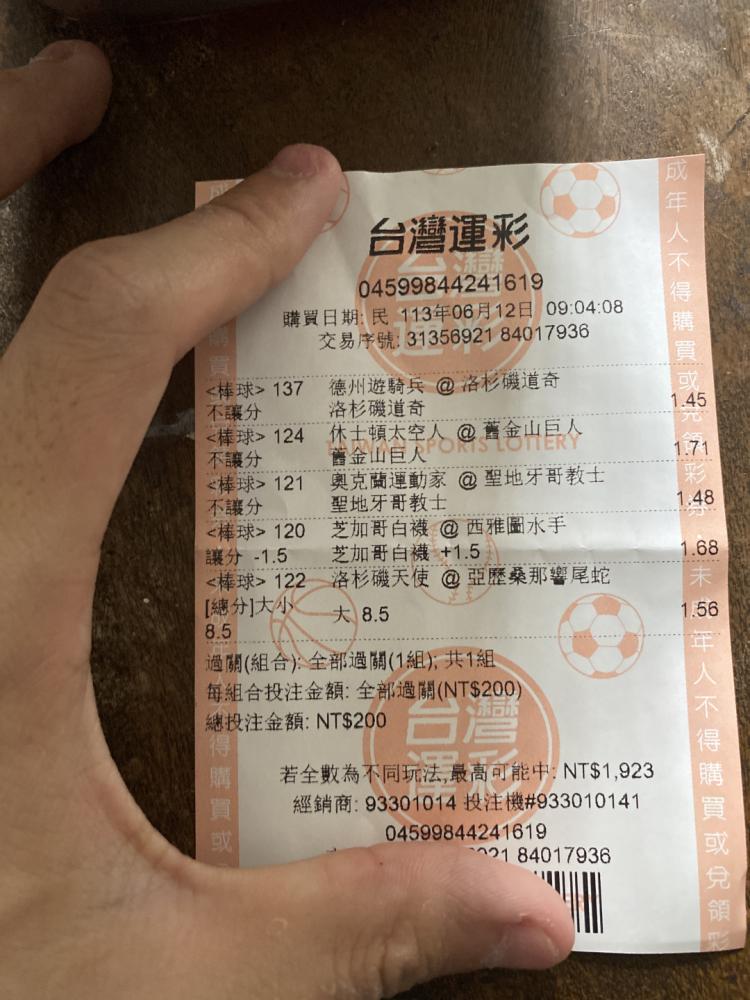 台灣運彩
04599844241619
購買日期: 民 113年06月12日 09:04:08
交易序號: 31356921 84017936
<棒球> 137 德州遊騎兵 @ 洛杉磯道奇
不讓分 洛杉磯道奇 1.45
<棒球> 124 休士頓太空人 @ 舊金山巨人
不讓分 舊金山巨人 1.71
<棒球> 121 奧克蘭運動家 @ 聖地牙哥教士
不讓分 聖地牙哥教士 1.48
<棒球> 120 芝加哥白襪 @ 西雅圖水手
讓分 -1.5 芝加哥白襪 +1.5 1.68
<棒球> 122 洛杉磯天使 @ 亞歷桑那響尾蛇
[總分]大小 大 8.5 1.56
8.5
過關(組合): 全部過關(1組); 共1組
每組合投注金額: 全部過關(NT$200)
總投注金額: NT$200
若全數為不同玩法,最高可能中: NT$1,923
經銷商: 93301014 投注機#933010141
04599844241619
921 84017936
台灣運彩
TAIWAN SPORTS LOTTERY
台灣運彩
成年人不得購買或兌領彩券
未成年人不得購買或兌領彩